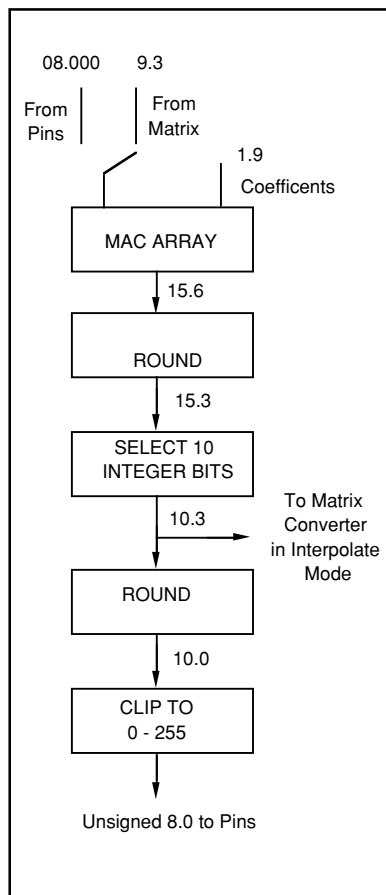 08.000 9.3
From
Pins
From
Matrix
1.9
Coefficents
MAC ARRAY
15.6
ROUND
15.3
SELECT 10
INTEGER BITS
10.3
To Matrix
Converter
in Interpolate
Mode
ROUND
10.0
CLIP TO
0 - 255
Unsigned 8.0 to Pins